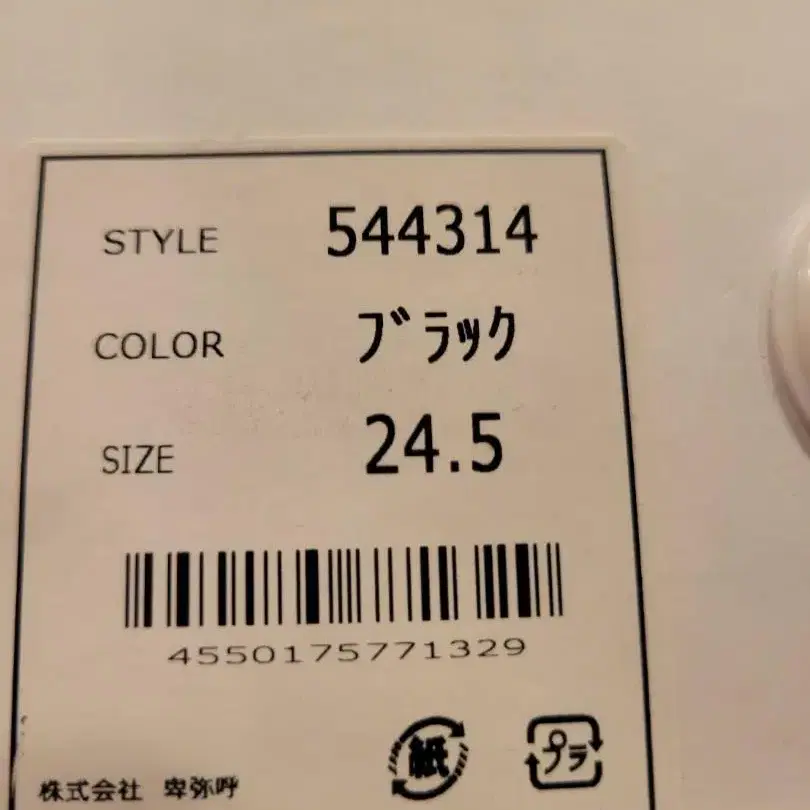 STYLE 544314
COLOR ﾌﾞﾗｯｸ
SIZE 24.5
4550175771329
紙 プラ
株式会社 卑弥呼